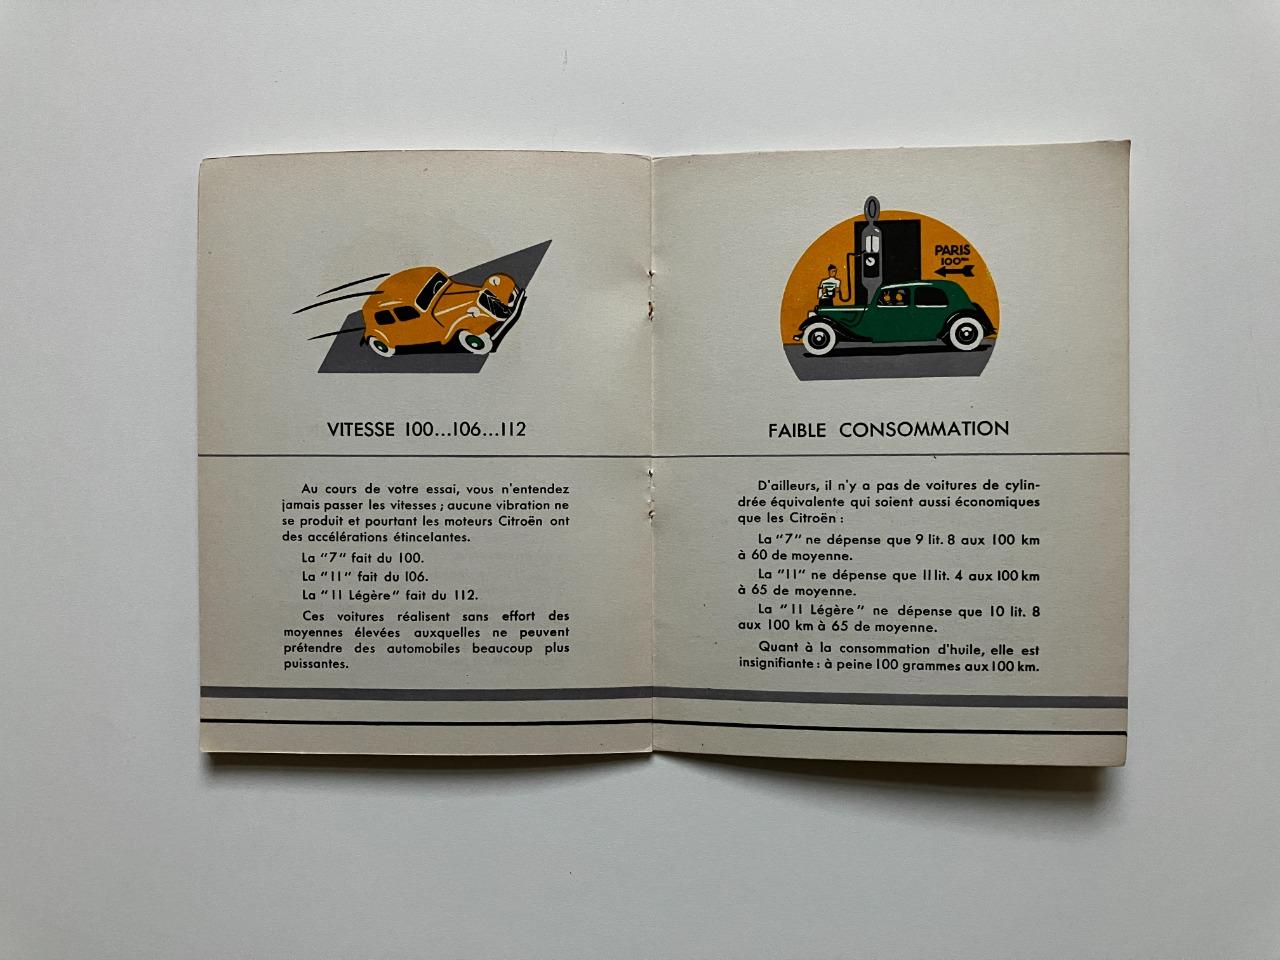 VITESSE 100...106...112
Au cours de votre essai, vous n'entendez
jamais passer les vitesses ; aucune vibration ne
se produit et pourtant les moteurs Citroën ont
des accélérations étincelantes.
La "7" fait du 100.
La "11" fait du 106.
La "11 Légère" fait du 112.
Ces voitures réalisent sans effort des
moyennes élevées auxquelles ne peuvent
prétendre des automobiles beaucoup plus
puissantes.
PARIS
100
FAIBLE CONSOMMATION
D'ailleurs, il n'y a pas de voitures de cylin-
drée équivalente qui soient aussi économiques
que les Citroën :
La "7" ne dépense que 9 lit. 8 aux 100 km
à 60 de moyenne.
La "11" ne dépense que 11 lit. 4 aux 100 km
à 65 de moyenne.
La "11 Légère" ne dépense que 10 lit. 8
aux 100 km à 65 de moyenne.
Quant à la consommation d'huile, elle est
insignifiante : à peine 100 grammes aux 100 km.